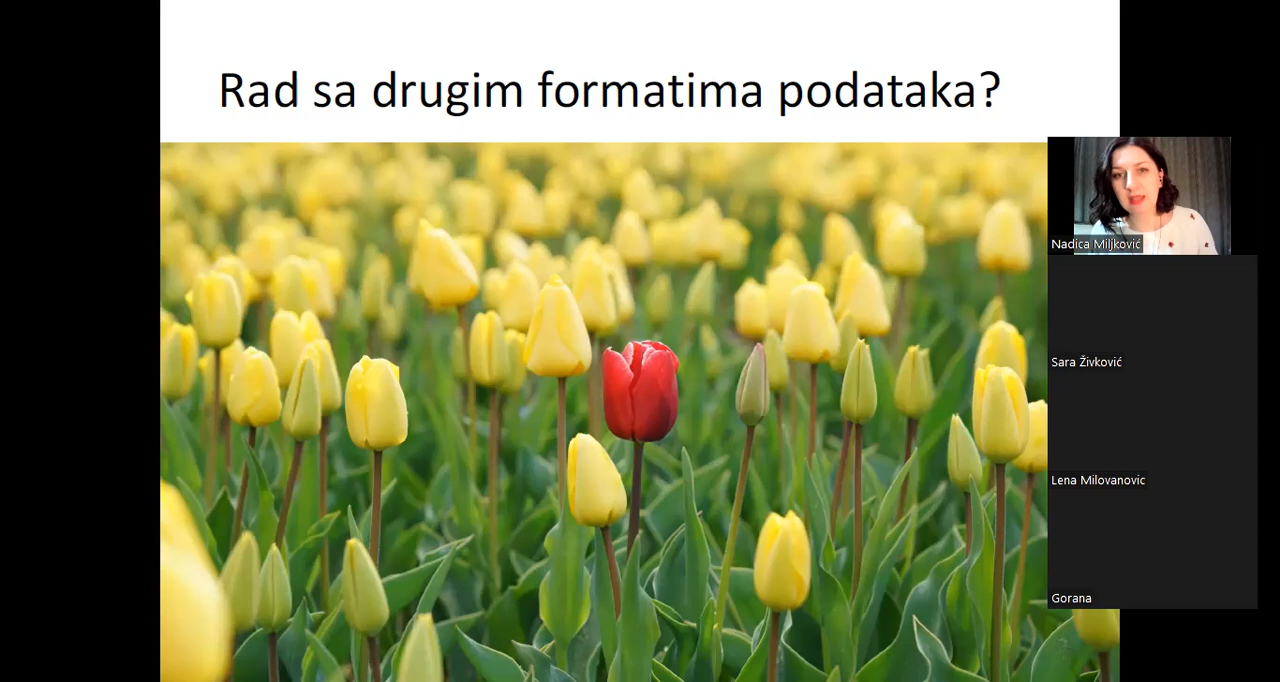 Rad sa drugim formatima podataka?
Nadica Miljković
Sara Živković
Lena Milovanovic
Gorana